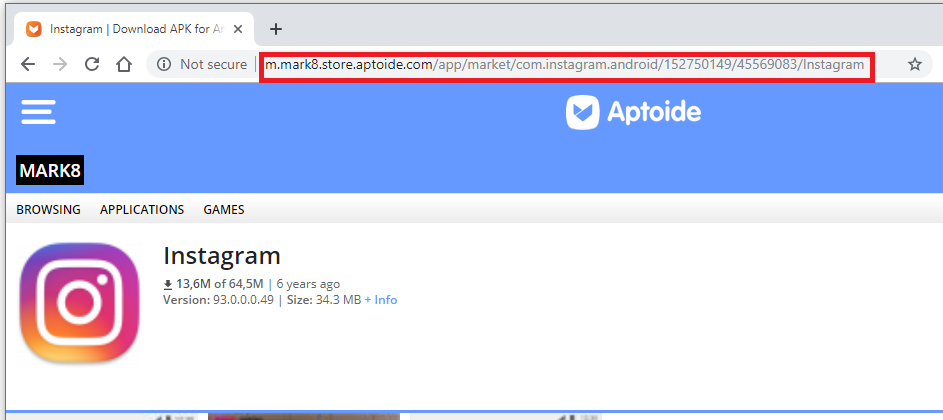 Instagram | Download APK for An
Not secure | m.mark8.store.aptoide.com/app/market/com.instagram.android/152750149/45569083/Instagram
Aptoide
MARK8
BROWSING APPLICATIONS GAMES
Instagram
13,6M of 64,5M | 6 years ago
Version: 93.0.0.0.49 | Size: 34.3 MB + Info